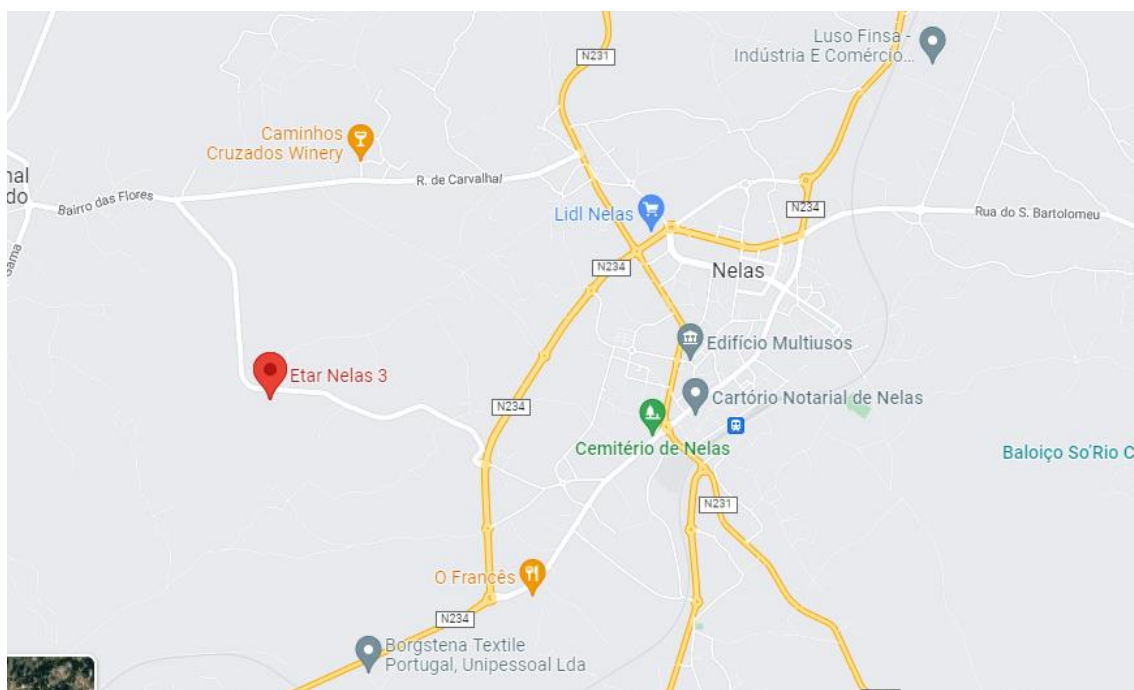 Luso Finsa -
Indústria E Comércio...
N231
Caminhos
Cruzados Winery
R. de Carvalhal
Bairro das Flores
Lidl Nelas
N234
Rua do S. Bartolomeu
N234
Nelas
Edifício Multiusos
Etar Nelas 3
Cartório Notarial de Nelas
N234
Cemitério de Nelas
Baloiço So'Rio C
N231
O Francês
N234
Borgstena Textile
Portugal, Unipessoal Lda